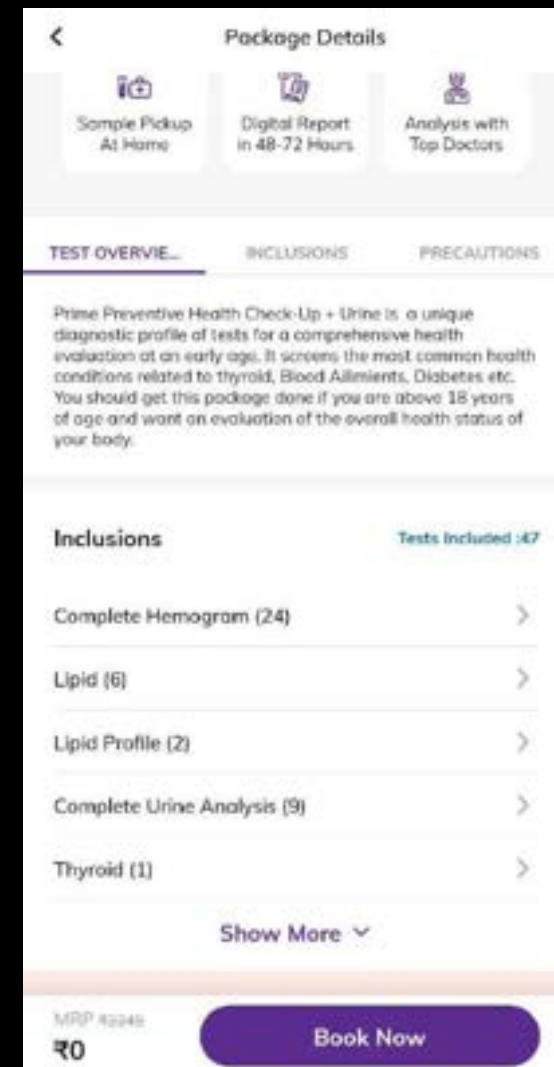 Package Details
Sample Pickup
At Home
Digital Report
in 48-72 Hours
Analysis with
Top Doctors
TEST OVERVIE...
INCLUSIONS
PRECAUTIONS
Prime Preventive Health Check-Up + Urine is a unique
diagnostic profile of tests for a comprehensive health
evaluation at an early age. It screens the most common health
conditions related to thyroid, Blood Ailmients, Diabetes etc.
You should get this package done if you are above 18 years
of age and want an evaluation of the overall health status of
your body.
Inclusions
Tests Included :47
Complete Hemogram (24)
Lipid (6)
Lipid Profile (2)
Complete Urine Analysis (9)
Thyroid (1)
Show More
MRP
₹0
Book Now